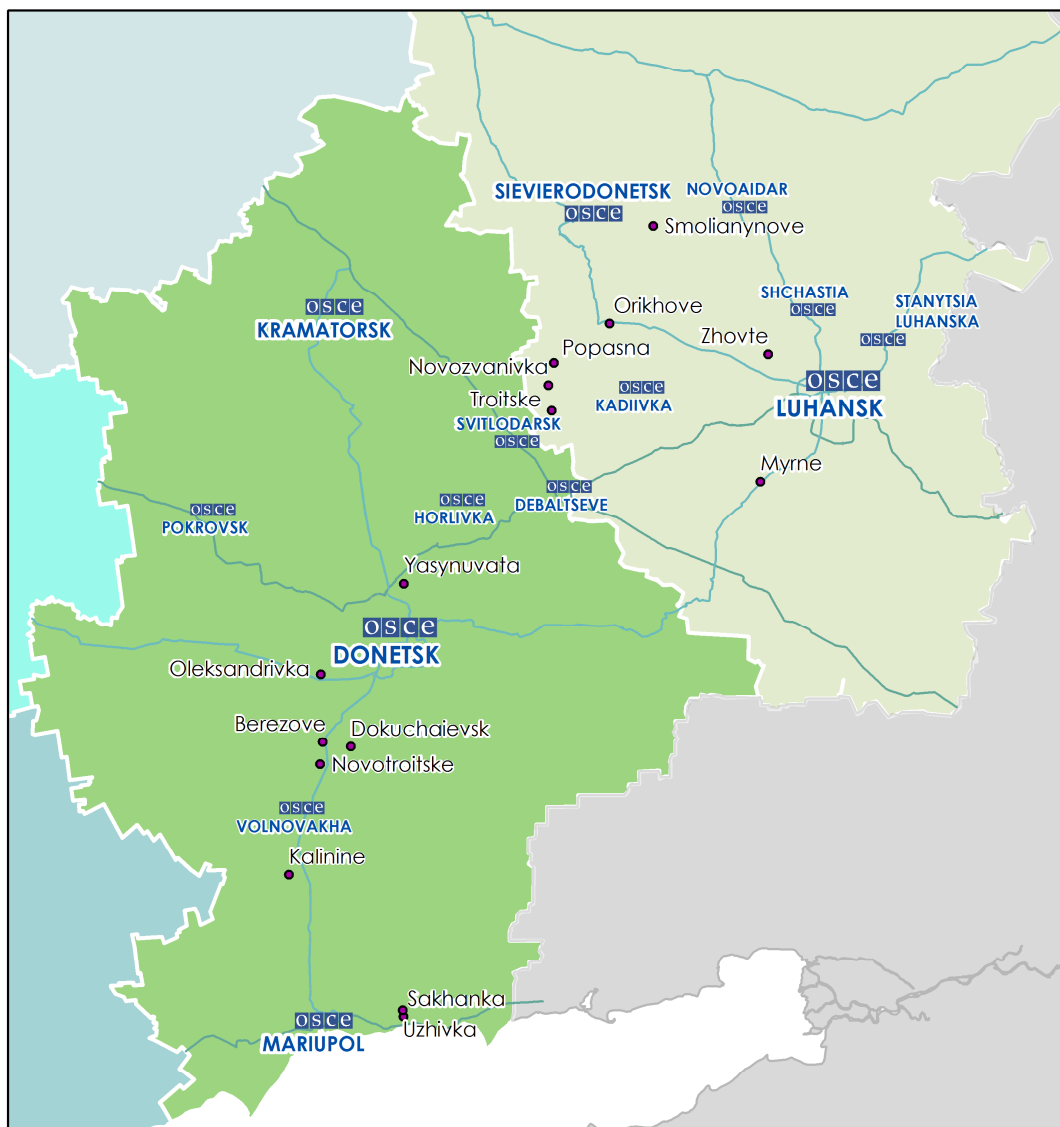 SIEVIERODONETSK
osce
NOVOAIDAR
osce
Smolianynove
osce
KRAMATORSK
Orikhove
SHCHASTIA
osce
STANYTSIA
LUHANSKA
osce
Zhovte
Popasna
Novozvanivka
Troitske
osce
KADIIVKA
osce
LUHANSK
SVITLODARSK
osce
Myrne
osce
DEBALTSEVE
osce
HORLIVKA
osce
POKROVSK
Yasynuvata
osce
DONETSK
Oleksandrivka
Berezove
Dokuchaievsk
Novotroitske
osce
VOLNOVAKHA
Kalinine
Sakhanka
Uzhivka
osce
MARIUPOL